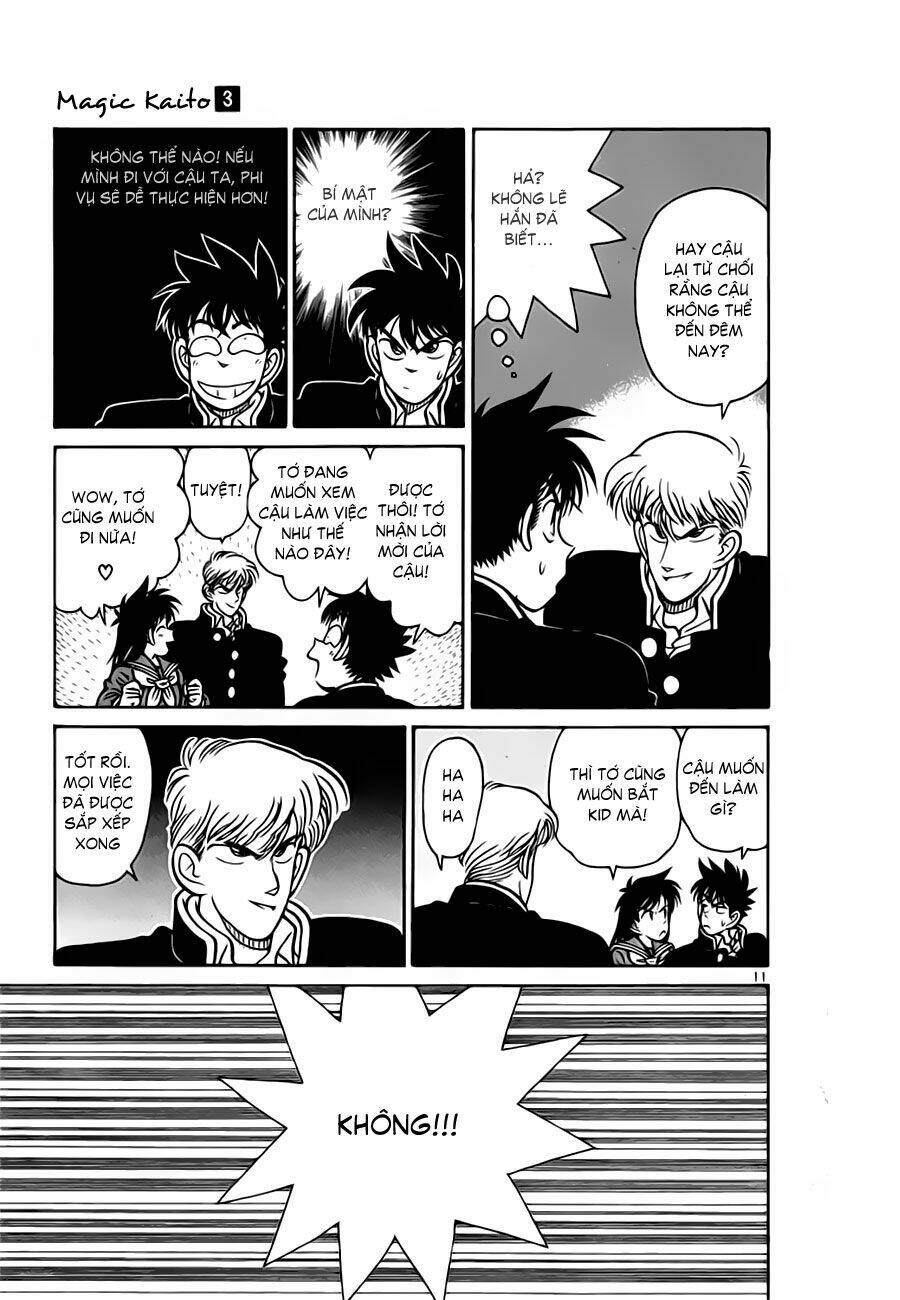 Magic Kaito 3
HAY CẬU
LẠI TỪ CHỐI
RẰNG CẬU
KHÔNG THỂ
ĐẾN ĐÊM
NAY?
HẢ?
KHÔNG LẼ
HẮN ĐÃ
BIẾT...
BÍ MẬT
CỦA MÌNH?
KHÔNG THỂ NÀO! NẾU
MÌNH ĐI VỚI CẬU TA, PHI
VỤ SẼ DỄ THỰC HIỆN HƠN!
ĐƯỢC
THÔI! TỚ
NHẬN LỜI
MỜI CỦA
CẬU!
TỚ ĐANG
MUỐN XEM
CẬU LÀM VIỆC
NHƯ THẾ
NÀO ĐÂY!
TUYỆT!
WOW, TỚ
CŨNG MUỐN
ĐI NỮA!
♡
CẬU MUỐN
ĐẾN LÀM
GÌ?
THÌ TỚ CŨNG
MUỐN BẮT
KID MÀ!
HA
HA
HA
TỐT RỒI.
MỌI VIỆC
ĐÃ ĐƯỢC
SẮP XẾP
XONG
11
KHÔNG!!!